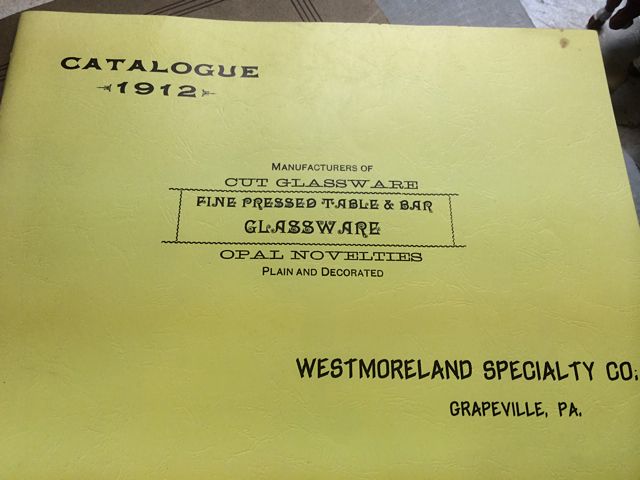 CATALOGUE
1912
MANUFACTURERS OF
CUT GLASSWARE
FINE PRESSED TABLE & BAR
GLASSWARE
OPAL NOVELTIES
PLAIN AND DECORATED
WESTMORELAND SPECIALTY CO.
GRAPEVILLE, PA.